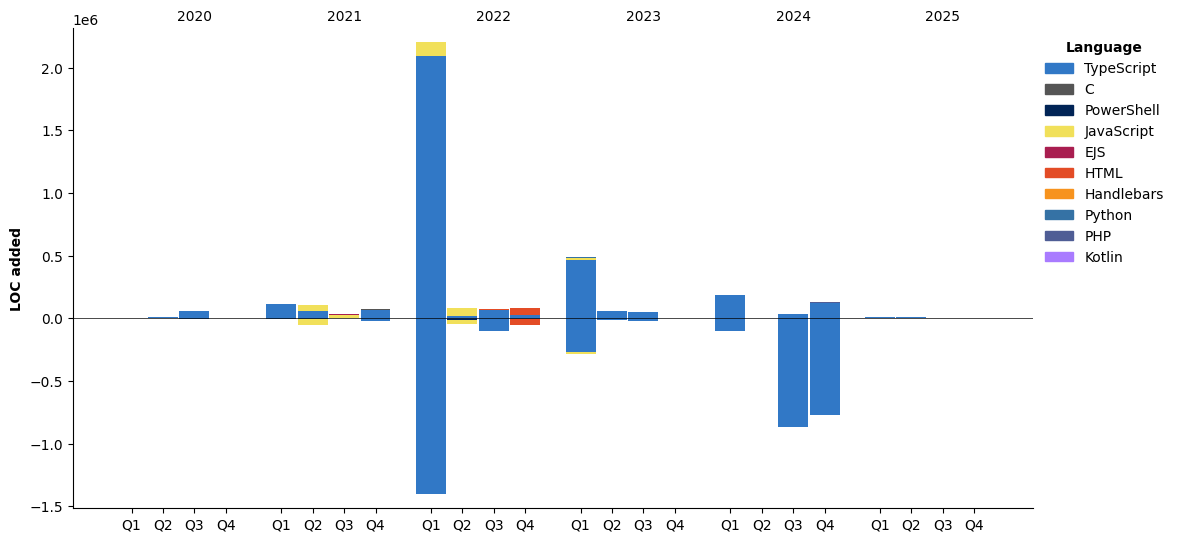 1e6
2020 2021 2022 2023 2024 2025
Language
TypeScript
C
PowerShell
JavaScript
EJS
HTML
Handlebars
Python
PHP
Kotlin
LOC added
2.0
1.5
1.0
0.5
0.0
−0.5
−1.0
−1.5
Q1 Q2 Q3 Q4 Q1 Q2 Q3 Q4 Q1 Q2 Q3 Q4 Q1 Q2 Q3 Q4 Q1 Q2 Q3 Q4 Q1 Q2 Q3 Q4